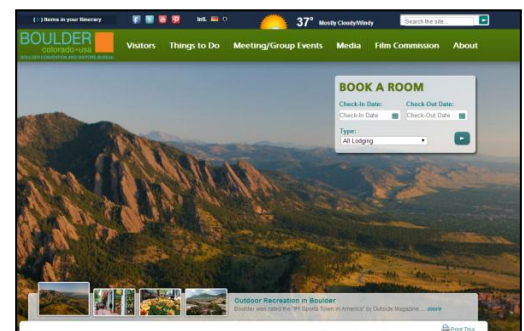 ( 0 ) Items in your Itinerary
Intl.
37° Mostly Cloudy/Windy
Search the site...
BOULDER
colorado•usa
BOULDER CONVENTION AND VISITORS BUREAU
Visitors Things to Do Meeting/Group Events Media Film Commission About
BOOK A ROOM
Check-In Date: Check-Out Date:
Check-In Date Check-Out Date
Type:
All Lodging
Outdoor Recreation in Boulder
Boulder was rated the "#1 Sports Town in America" by Outside Magazine.... more
Print This